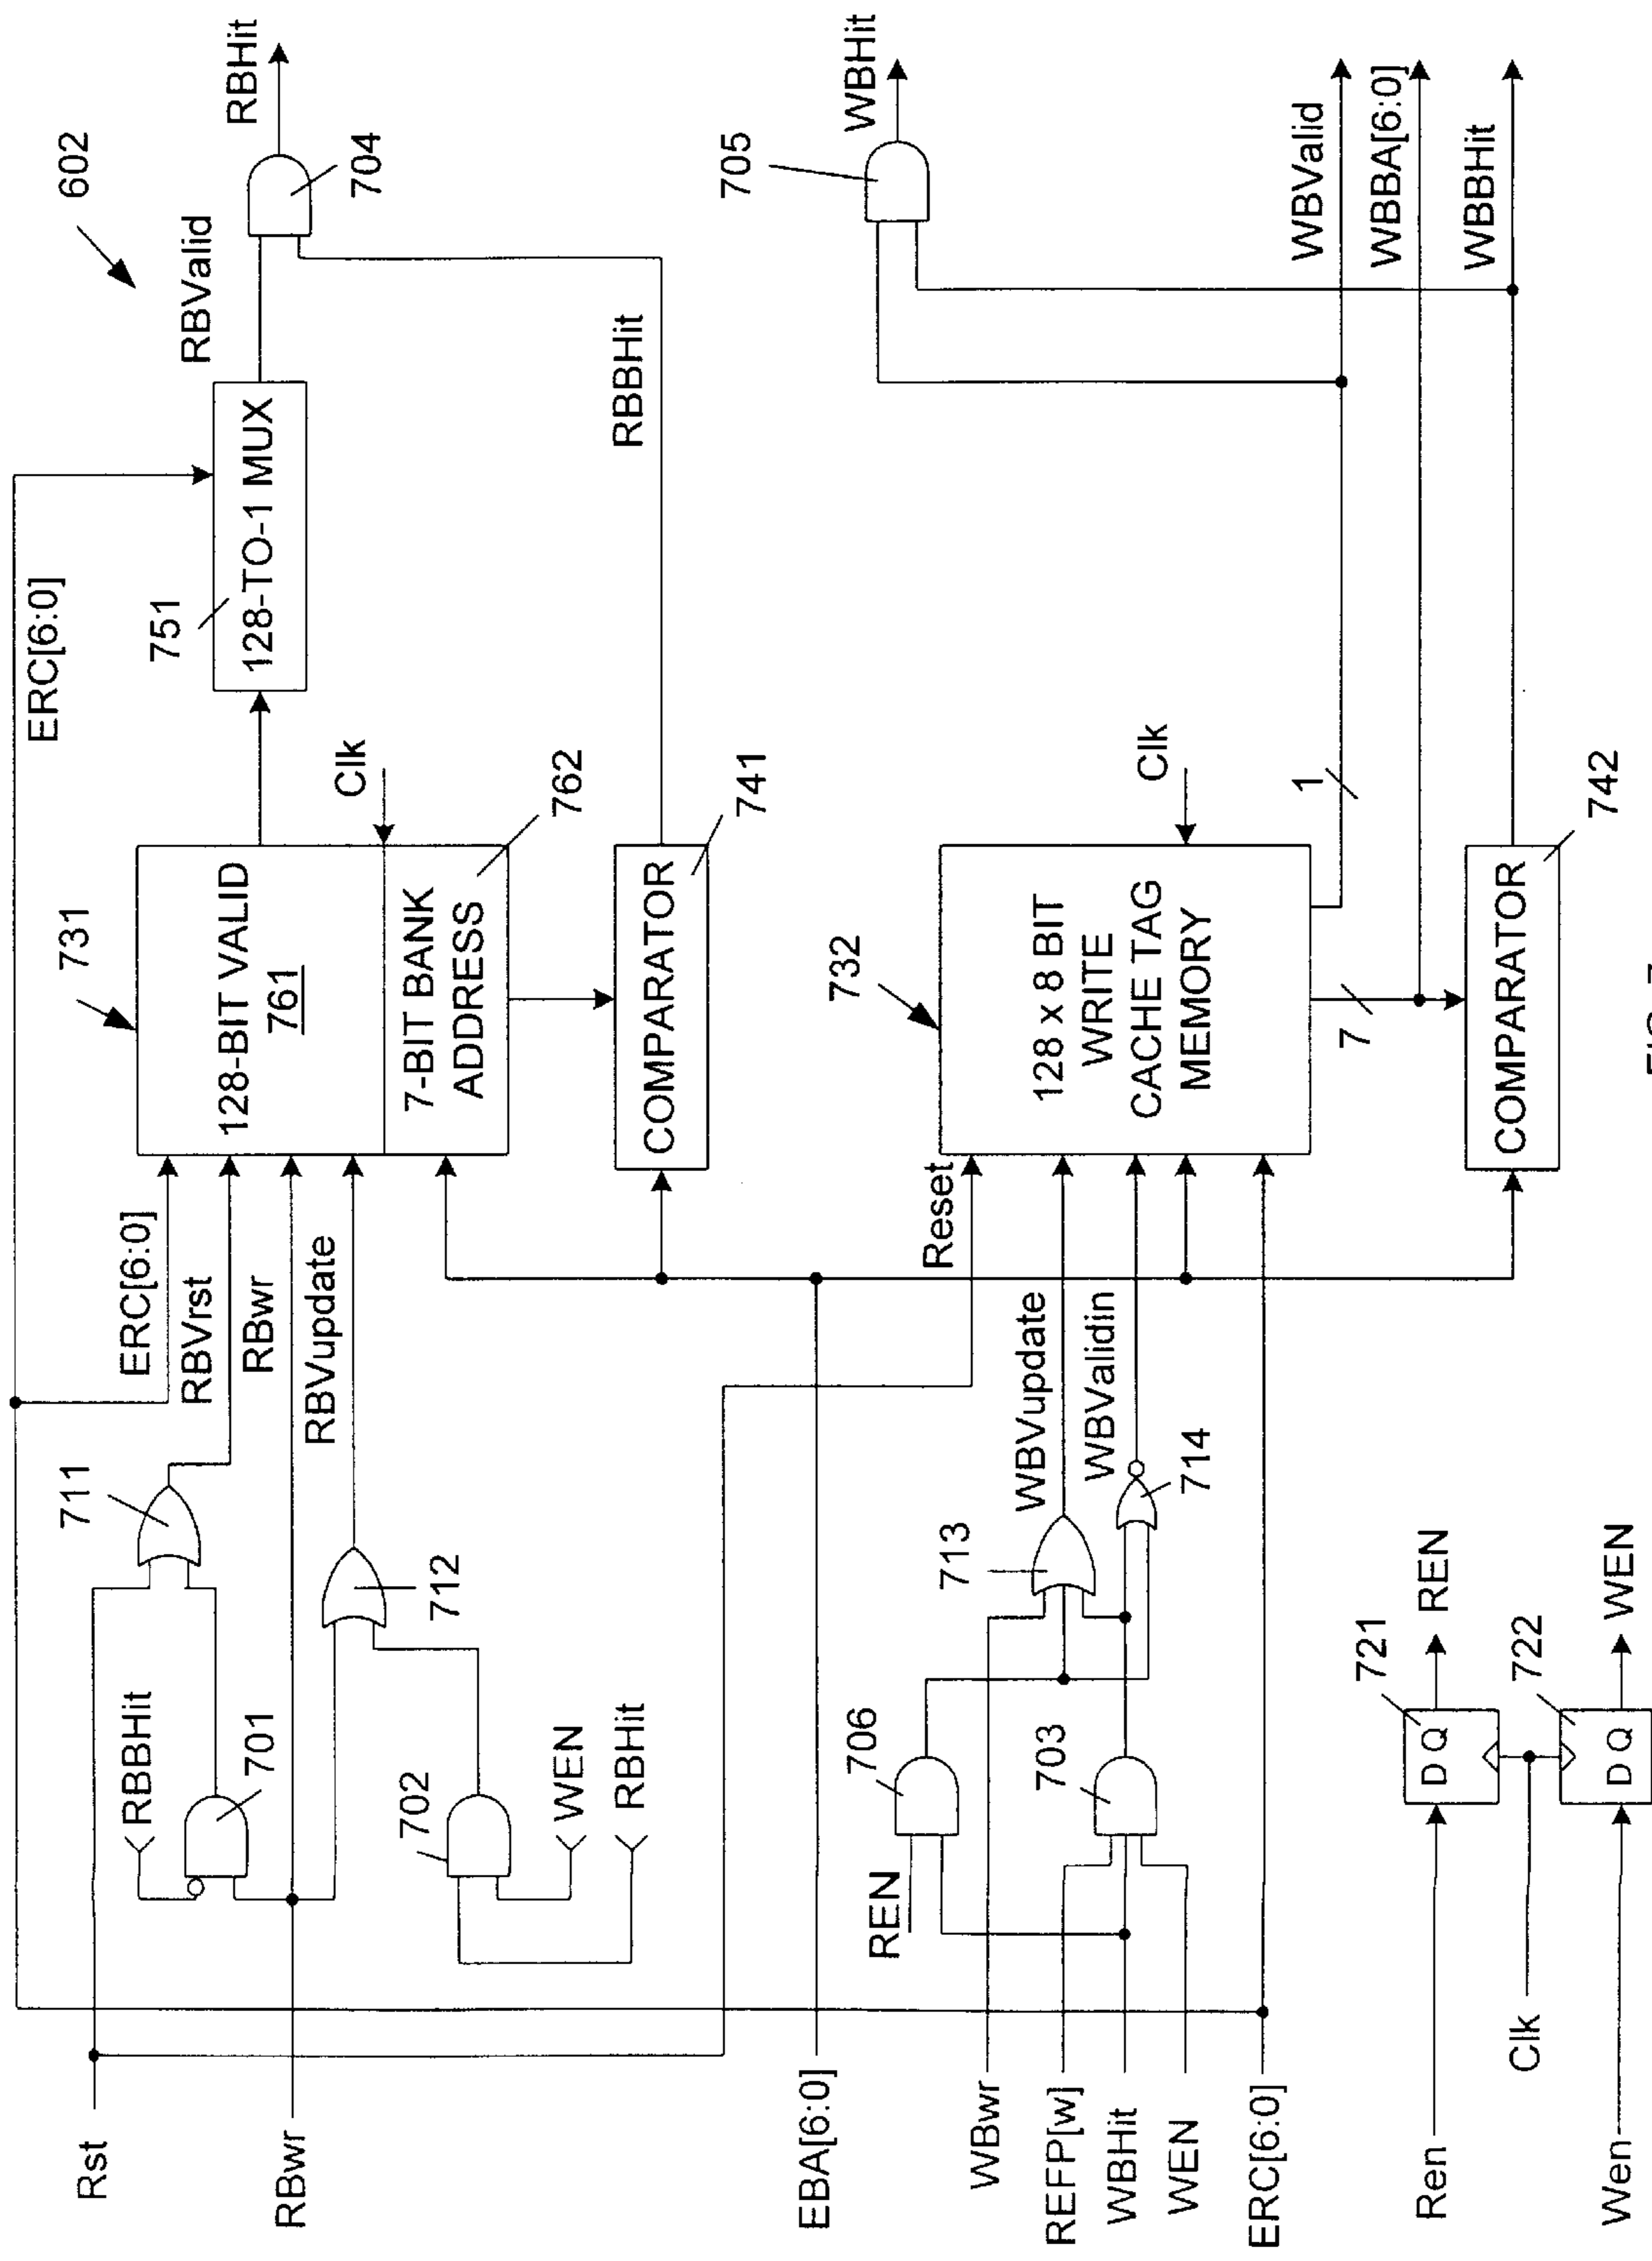 602
ERC[6:0]
RBValid
RBHit
704
751
128-TO-1 MUX
731
128-BIT VALID
761
7-BIT BANK
ADDRESS
Clk
762
741
COMPARATOR
RBBHit
ERC[6:0]
RBVrst
RBwr
RBVupdate
711
712
RBBHit
701
702
WEN
RBHit
Rst
RBwr
EBA[6:0]
705
WBHit
732
128 x 8 BIT
WRITE
CACHE TAG
MEMORY
Reset
Clk
1
7
WBValid
WBBA[6:0]
WBBHit
742
COMPARATOR
WBVupdate
WBValidin
713
714
706
REN
703
WBwr
REFP[w]
WBHit
WEN
ERC[6:0]
721
Ren
D Q
REN
Clk
722
Wen
D Q
WEN